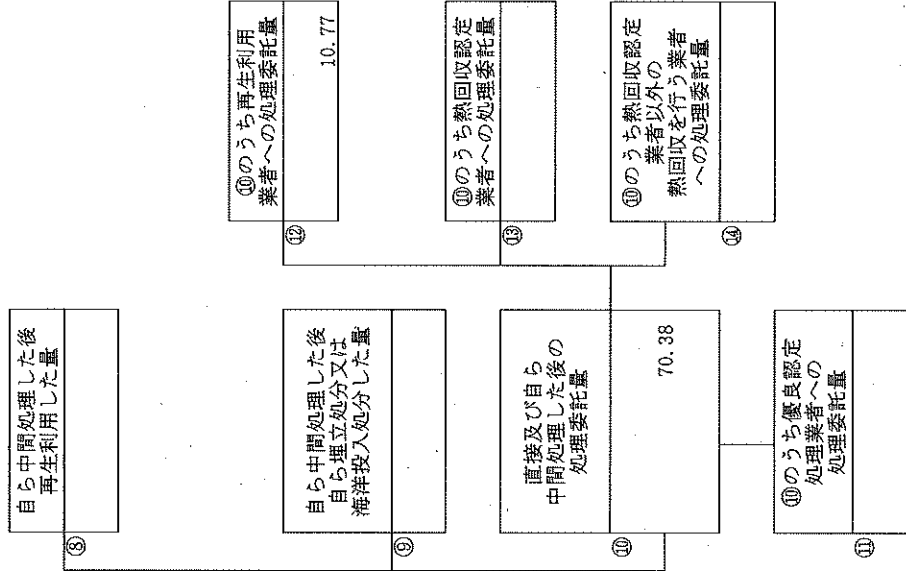 ⑧
自ら中間処理した後
再生利用した量
⑨
自ら中間処理した後
自ら埋立処分又は
海洋投入処分した量
⑩
直接及び自ら
中間処理した後の
処理委託量
70.38
⑪
⑩のうち優良認定
処理業者への
処理委託量
⑫
⑩のうち再生利用
業者への処理委託量
10.77
⑬
⑩のうち熱回収認定
業者への処理委託量
⑭
⑩のうち熱回収認定
業者以外の
熱回収を行う業者
への処理委託量